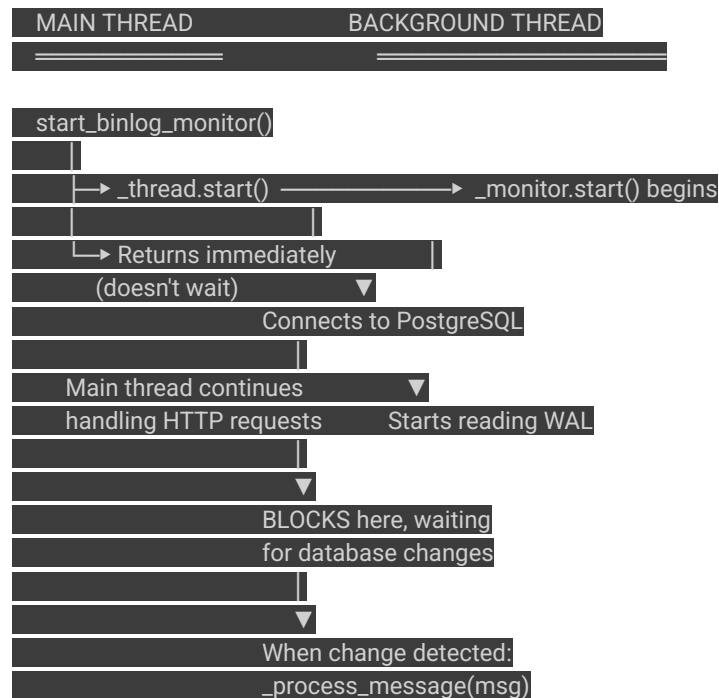 MAIN THREAD BACKGROUND THREAD
═════════════ ════════════════════
start_binlog_monitor()
│
├─► _thread.start() ────────────► _monitor.start() begins
│ │
└─► Returns immediately │
(doesn't wait) ▼
Connects to PostgreSQL
│
Main thread continues ▼
handling HTTP requests Starts reading WAL
│
▼
BLOCKS here, waiting
for database changes
│
▼
When change detected:
_process_message(msg)